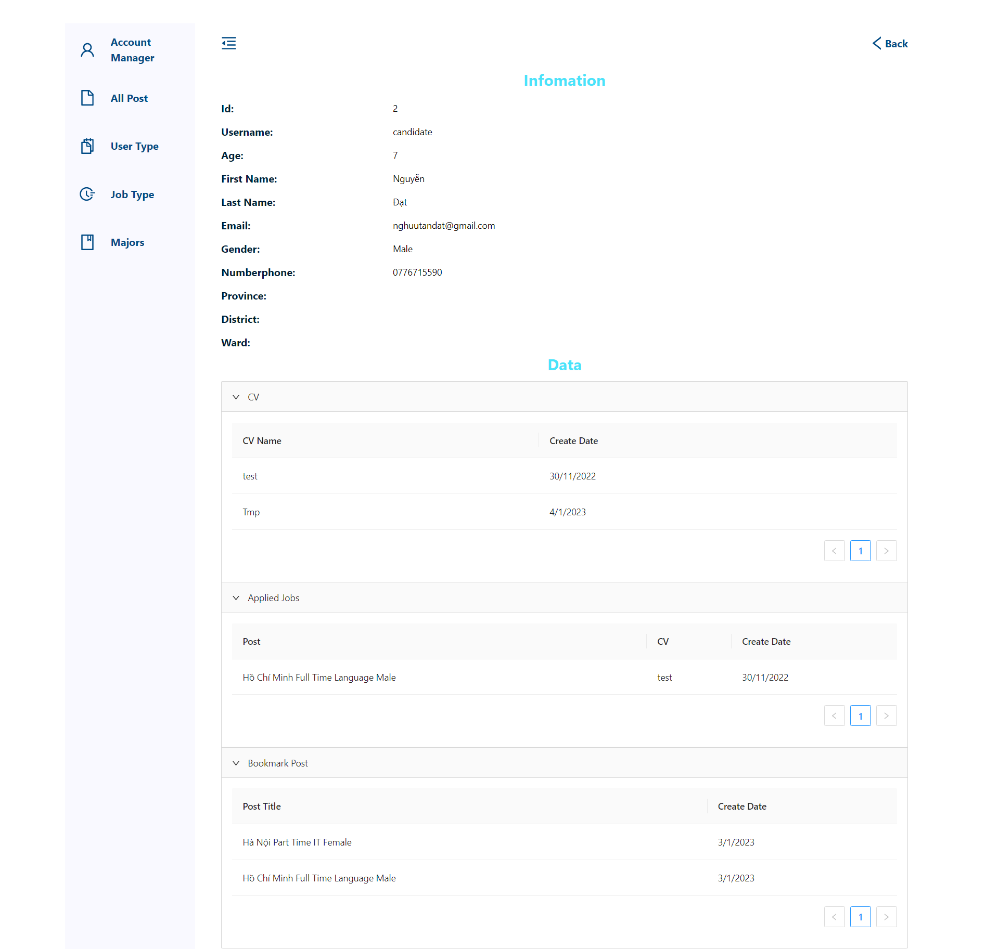 Account
Manager
All Post
User Type
Job Type
Majors
Back
Infomation
Id: 2
Username: candidate
Age: 7
First Name: Nguyễn
Last Name: Đạt
Email: nghuutandat@gmail.com
Gender: Male
Numberphone: 0776715590
Province:
District:
Ward:
Data
CV
CV Name Create Date
test 30/11/2022
Tmp 4/1/2023
1
Applied Jobs
Post CV Create Date
Hồ Chí Minh Full Time Language Male test 30/11/2022
1
Bookmark Post
Post Title Create Date
Hà Nội Part Time IT Female 3/1/2023
Hồ Chí Minh Full Time Language Male 3/1/2023
1